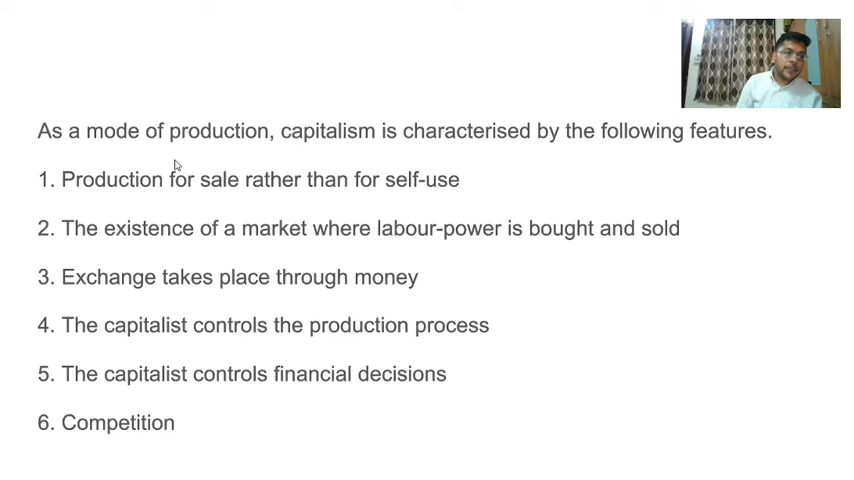 As a mode of production, capitalism is characterised by the following features.
1. Production for sale rather than for self-use
2. The existence of a market where labour-power is bought and sold
3. Exchange takes place through money
4. The capitalist controls the production process
5. The capitalist controls financial decisions
6. Competition